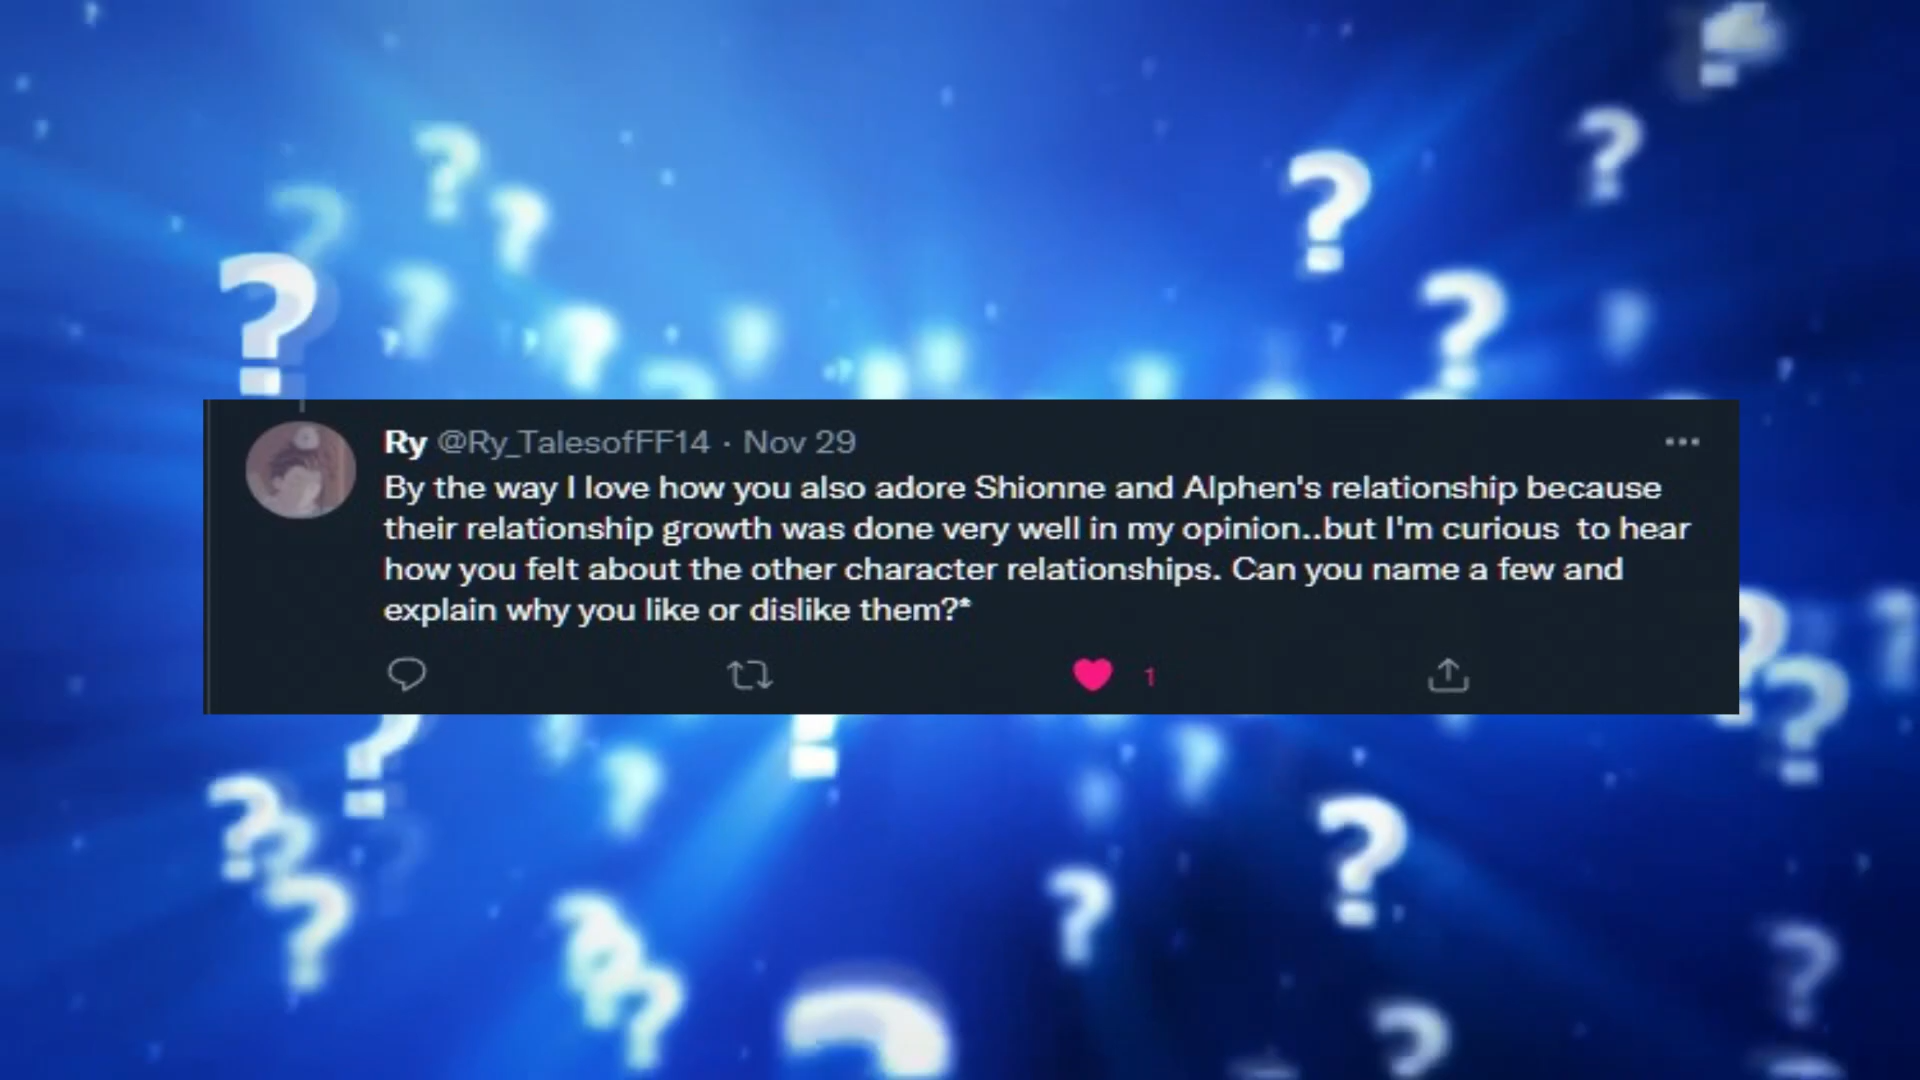 Ry @Ry_TalesofFF14 · Nov 29
By the way I love how you also adore Shionne and Alphen's relationship because
their relationship growth was done very well in my opinion..but I'm curious  to hear
how you felt about the other character relationships. Can you name a few and
explain why you like or dislike them?*
1